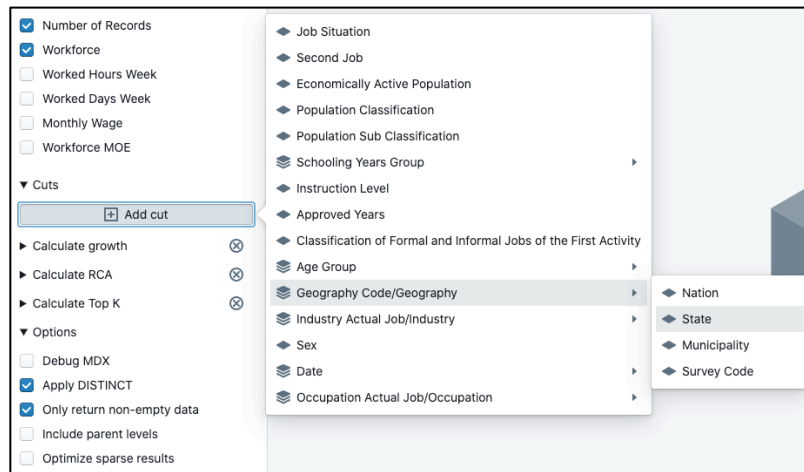 Number of Records
Workforce
Worked Hours Week
Worked Days Week
Monthly Wage
Workforce MOE
Cuts
Add cut
Calculate growth
Calculate RCA
Calculate Top K
Options
Debug MDX
Apply DISTINCT
Only return non-empty data
Include parent levels
Optimize sparse results
Job Situation
Second Job
Economically Active Population
Population Classification
Population Sub Classification
Schooling Years Group
Instruction Level
Approved Years
Classification of Formal and Informal Jobs of the First Activity
Age Group
Geography Code/Geography
Industry Actual Job/Industry
Sex
Date
Occupation Actual Job/Occupation
Nation
State
Municipality
Survey Code